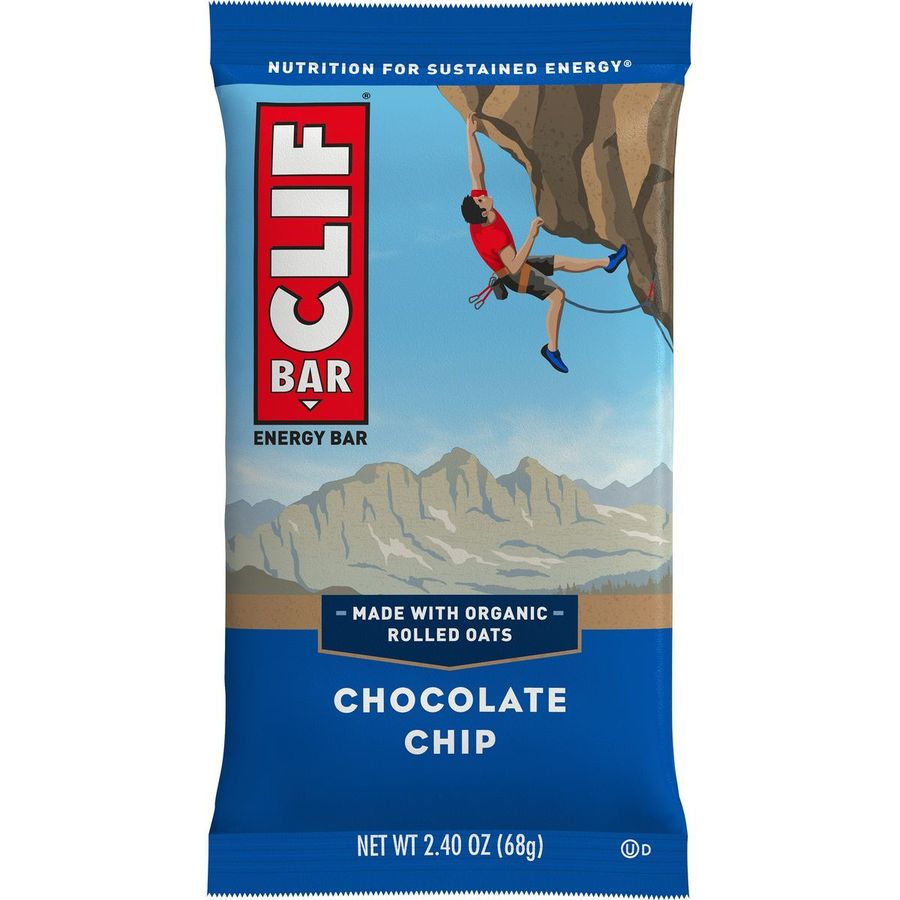 NUTRITION FOR SUSTAINED ENERGY®
CLIF®
BAR
ENERGY BAR
MADE WITH ORGANIC
ROLLED OATS
CHOCOLATE
CHIP
NET WT 2.40 OZ (68g)
U D